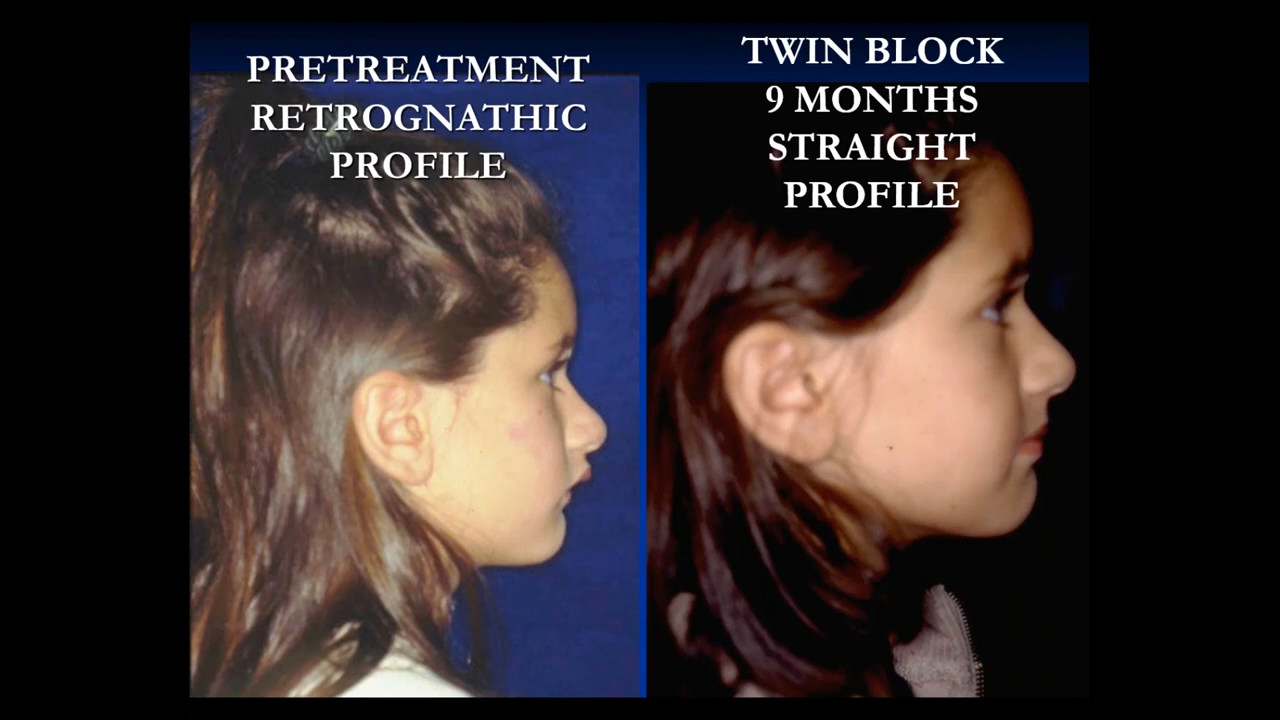 PRETREATMENT
RETROGNATHIC
PROFILE
TWIN BLOCK
9 MONTHS
STRAIGHT
PROFILE